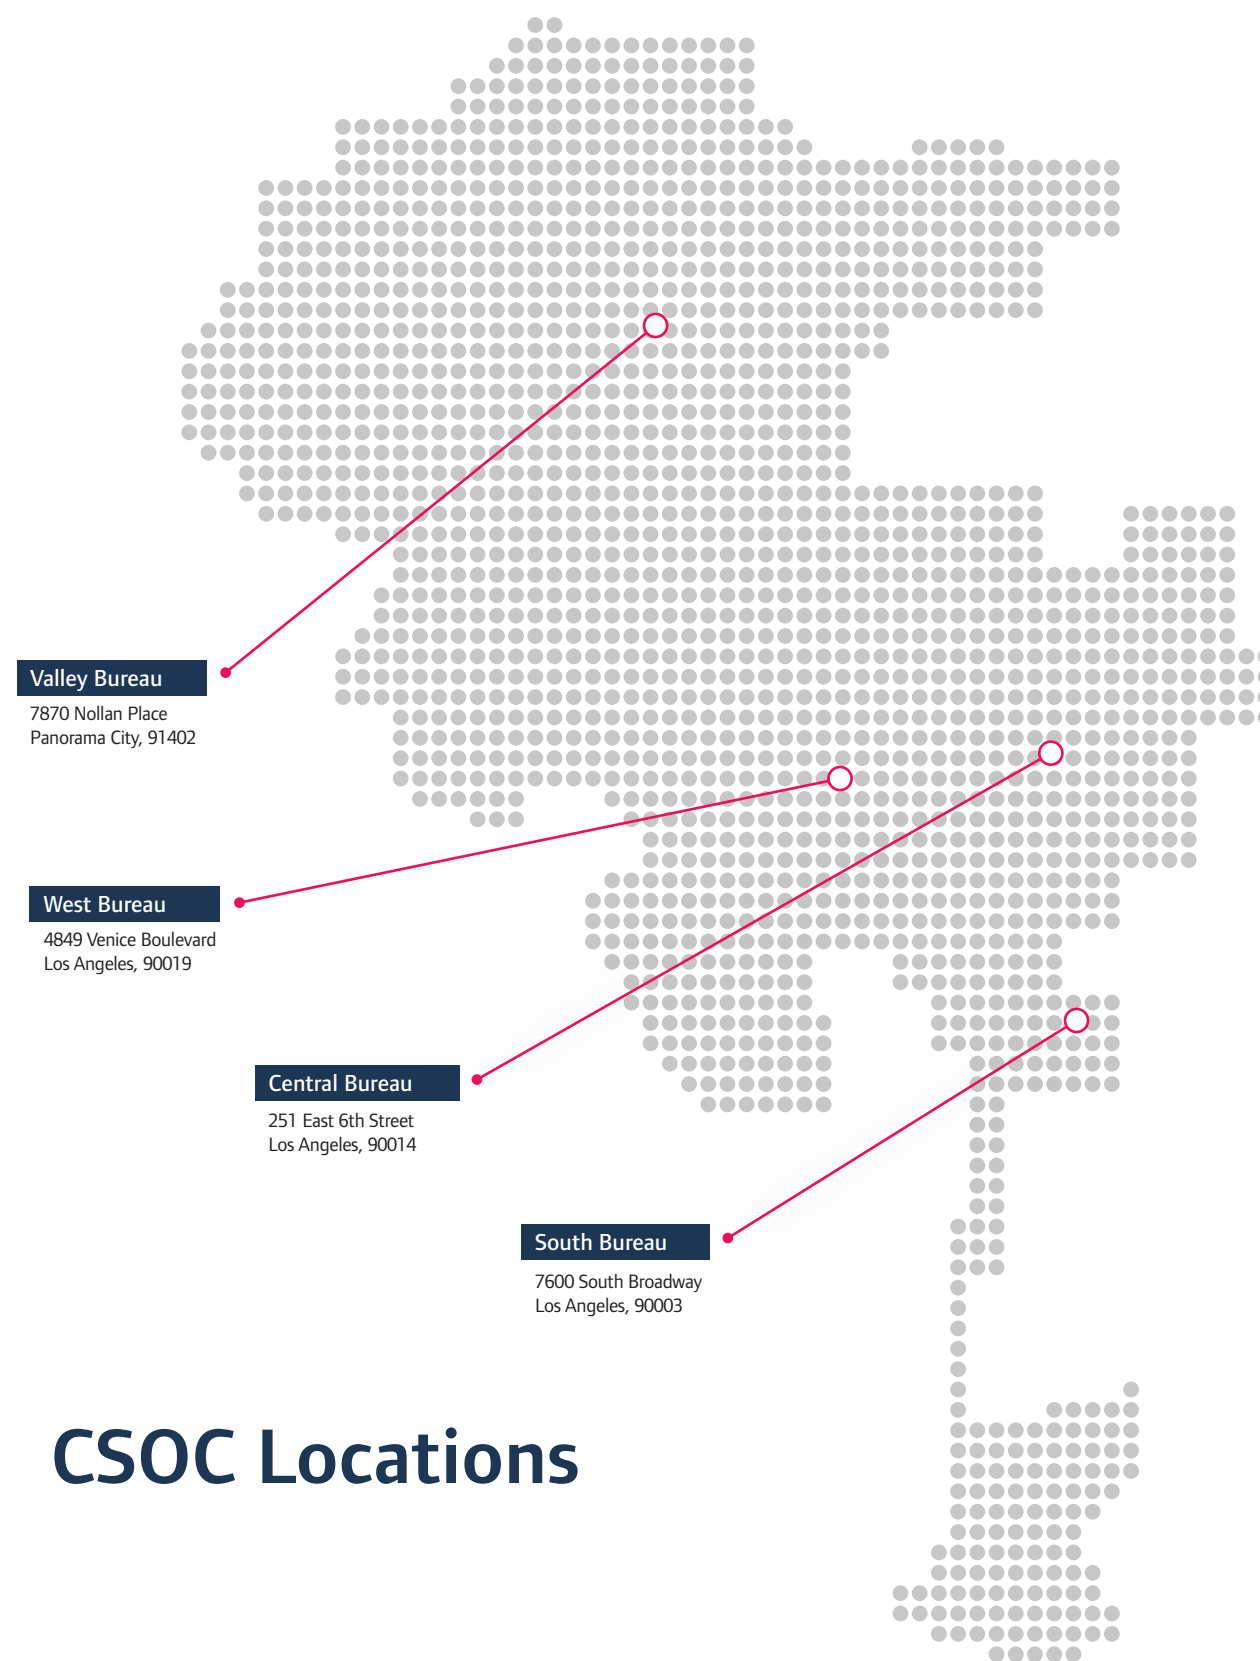 Valley Bureau
7870 Nollan Place
Panorama City, 91402
West Bureau
4849 Venice Boulevard
Los Angeles, 90019
Central Bureau
251 East 6th Street
Los Angeles, 90014
South Bureau
7600 South Broadway
Los Angeles, 90003
CSOC Locations